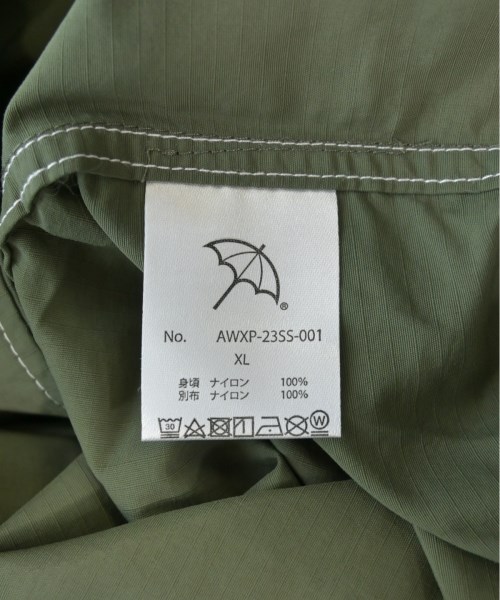 ®
No. AWXP-23SS-001
XL
身頃 ナイロン 100%
別布 ナイロン 100%
30 W